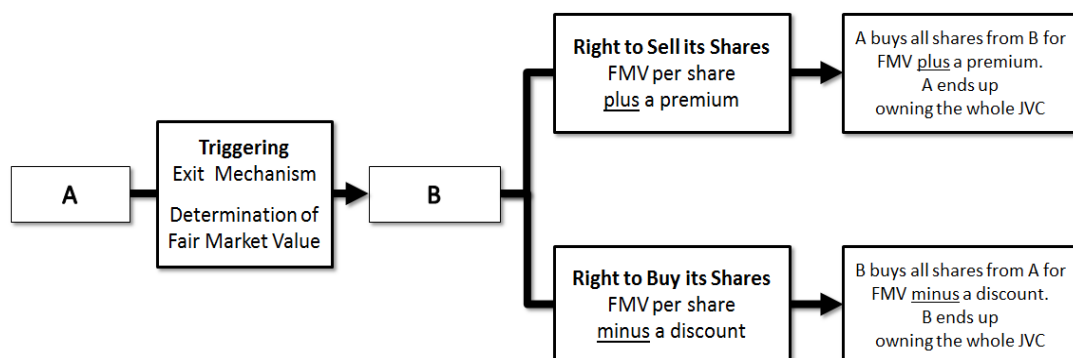 A
Triggering
Exit Mechanism
Determination of
Fair Market Value
B
Right to Sell its Shares
FMV per share
plus a premium
A buys all shares from B for
FMV plus a premium.
A ends up
owning the whole JVC
Right to Buy its Shares
FMV per share
minus a discount
B buys all shares from A for
FMV minus a discount.
B ends up
owning the whole JVC